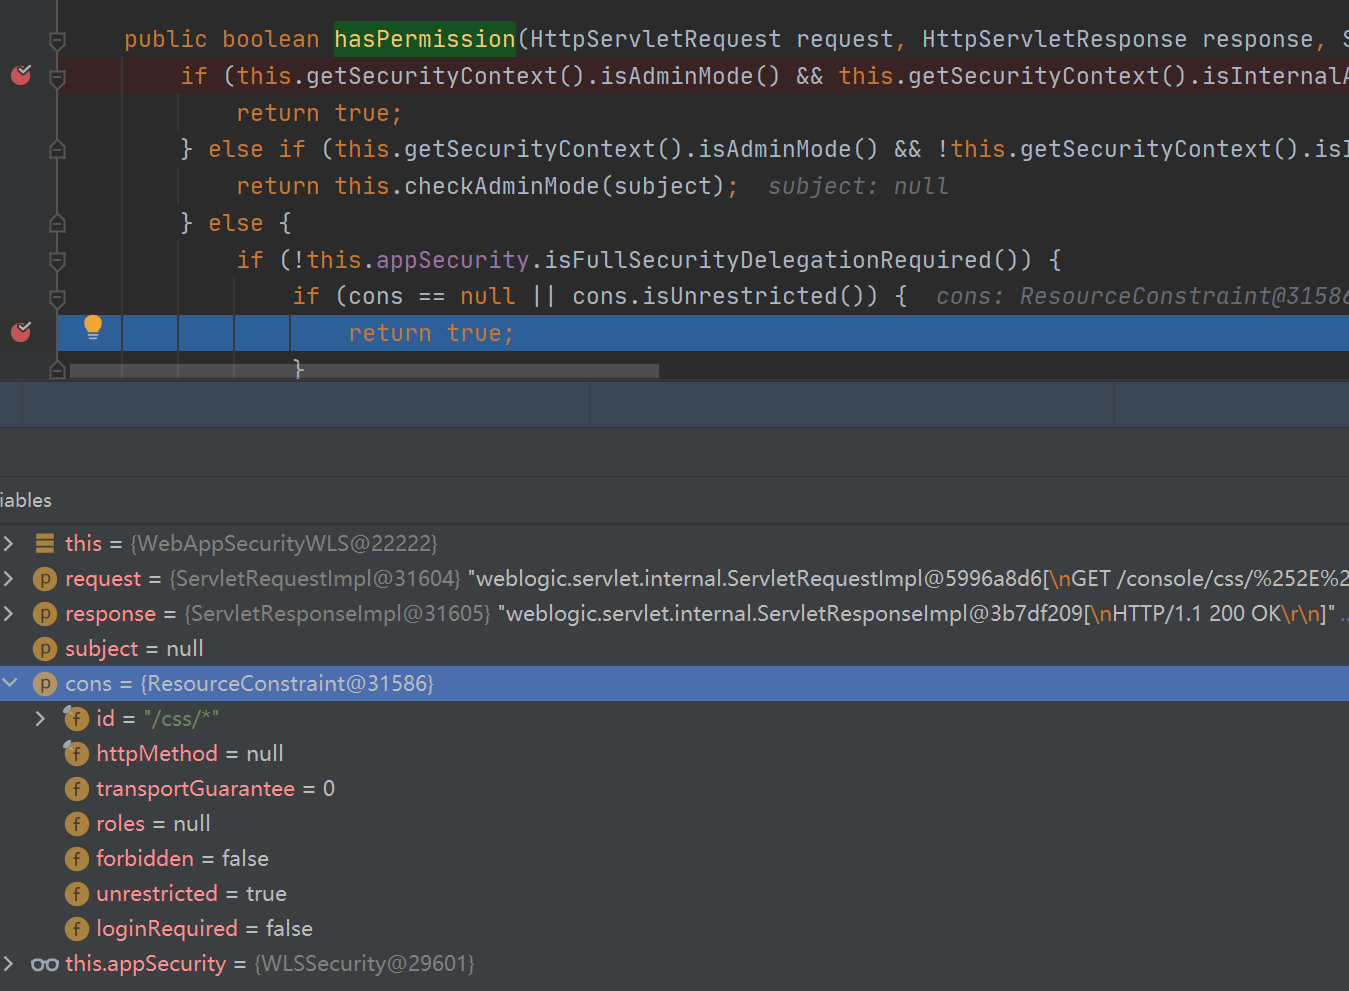 public boolean hasPermission(HttpServletRequest request, HttpServletResponse response, S
if (this.getSecurityContext().isAdminMode() && this.getSecurityContext().isInternalA
return true;
} else if (this.getSecurityContext().isAdminMode() && !this.getSecurityContext().isI
return this.checkAdminMode(subject); subject: null
} else {
if (!this.appSecurity.isFullSecurityDelegationRequired()) {
if (cons == null || cons.isUnrestricted()) { cons: ResourceConstraint@31586
return true;
}
iables
this = {WebAppSecurityWLS@22222}
p request = {ServletRequestImpl@31604} "weblogic.servlet.internal.ServletRequestImpl@5996a8d6[\nGET /console/css/%252E%2
p response = {ServletResponseImpl@31605} "weblogic.servlet.internal.ServletResponseImpl@3b7df209[\nHTTP/1.1 200 OK\r\n]" ..
p subject = null
p cons = {ResourceConstraint@31586}
f id = "/css/*"
f httpMethod = null
f transportGuarantee = 0
f roles = null
f forbidden = false
f unrestricted = true
f loginRequired = false
this.appSecurity = {WLSSecurity@29601}